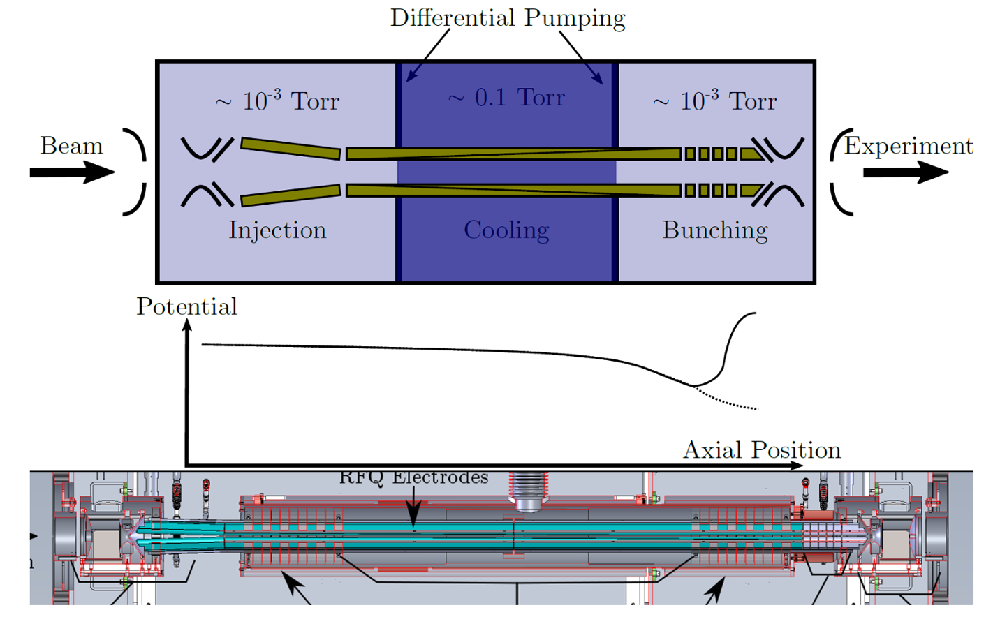 Differential Pumping
~ 10-3 Torr
~ 0.1 Torr
~ 10-3 Torr
Beam
Experiment
Injection
Cooling
Bunching
Potential
Axial Position
RFQ Electrodes